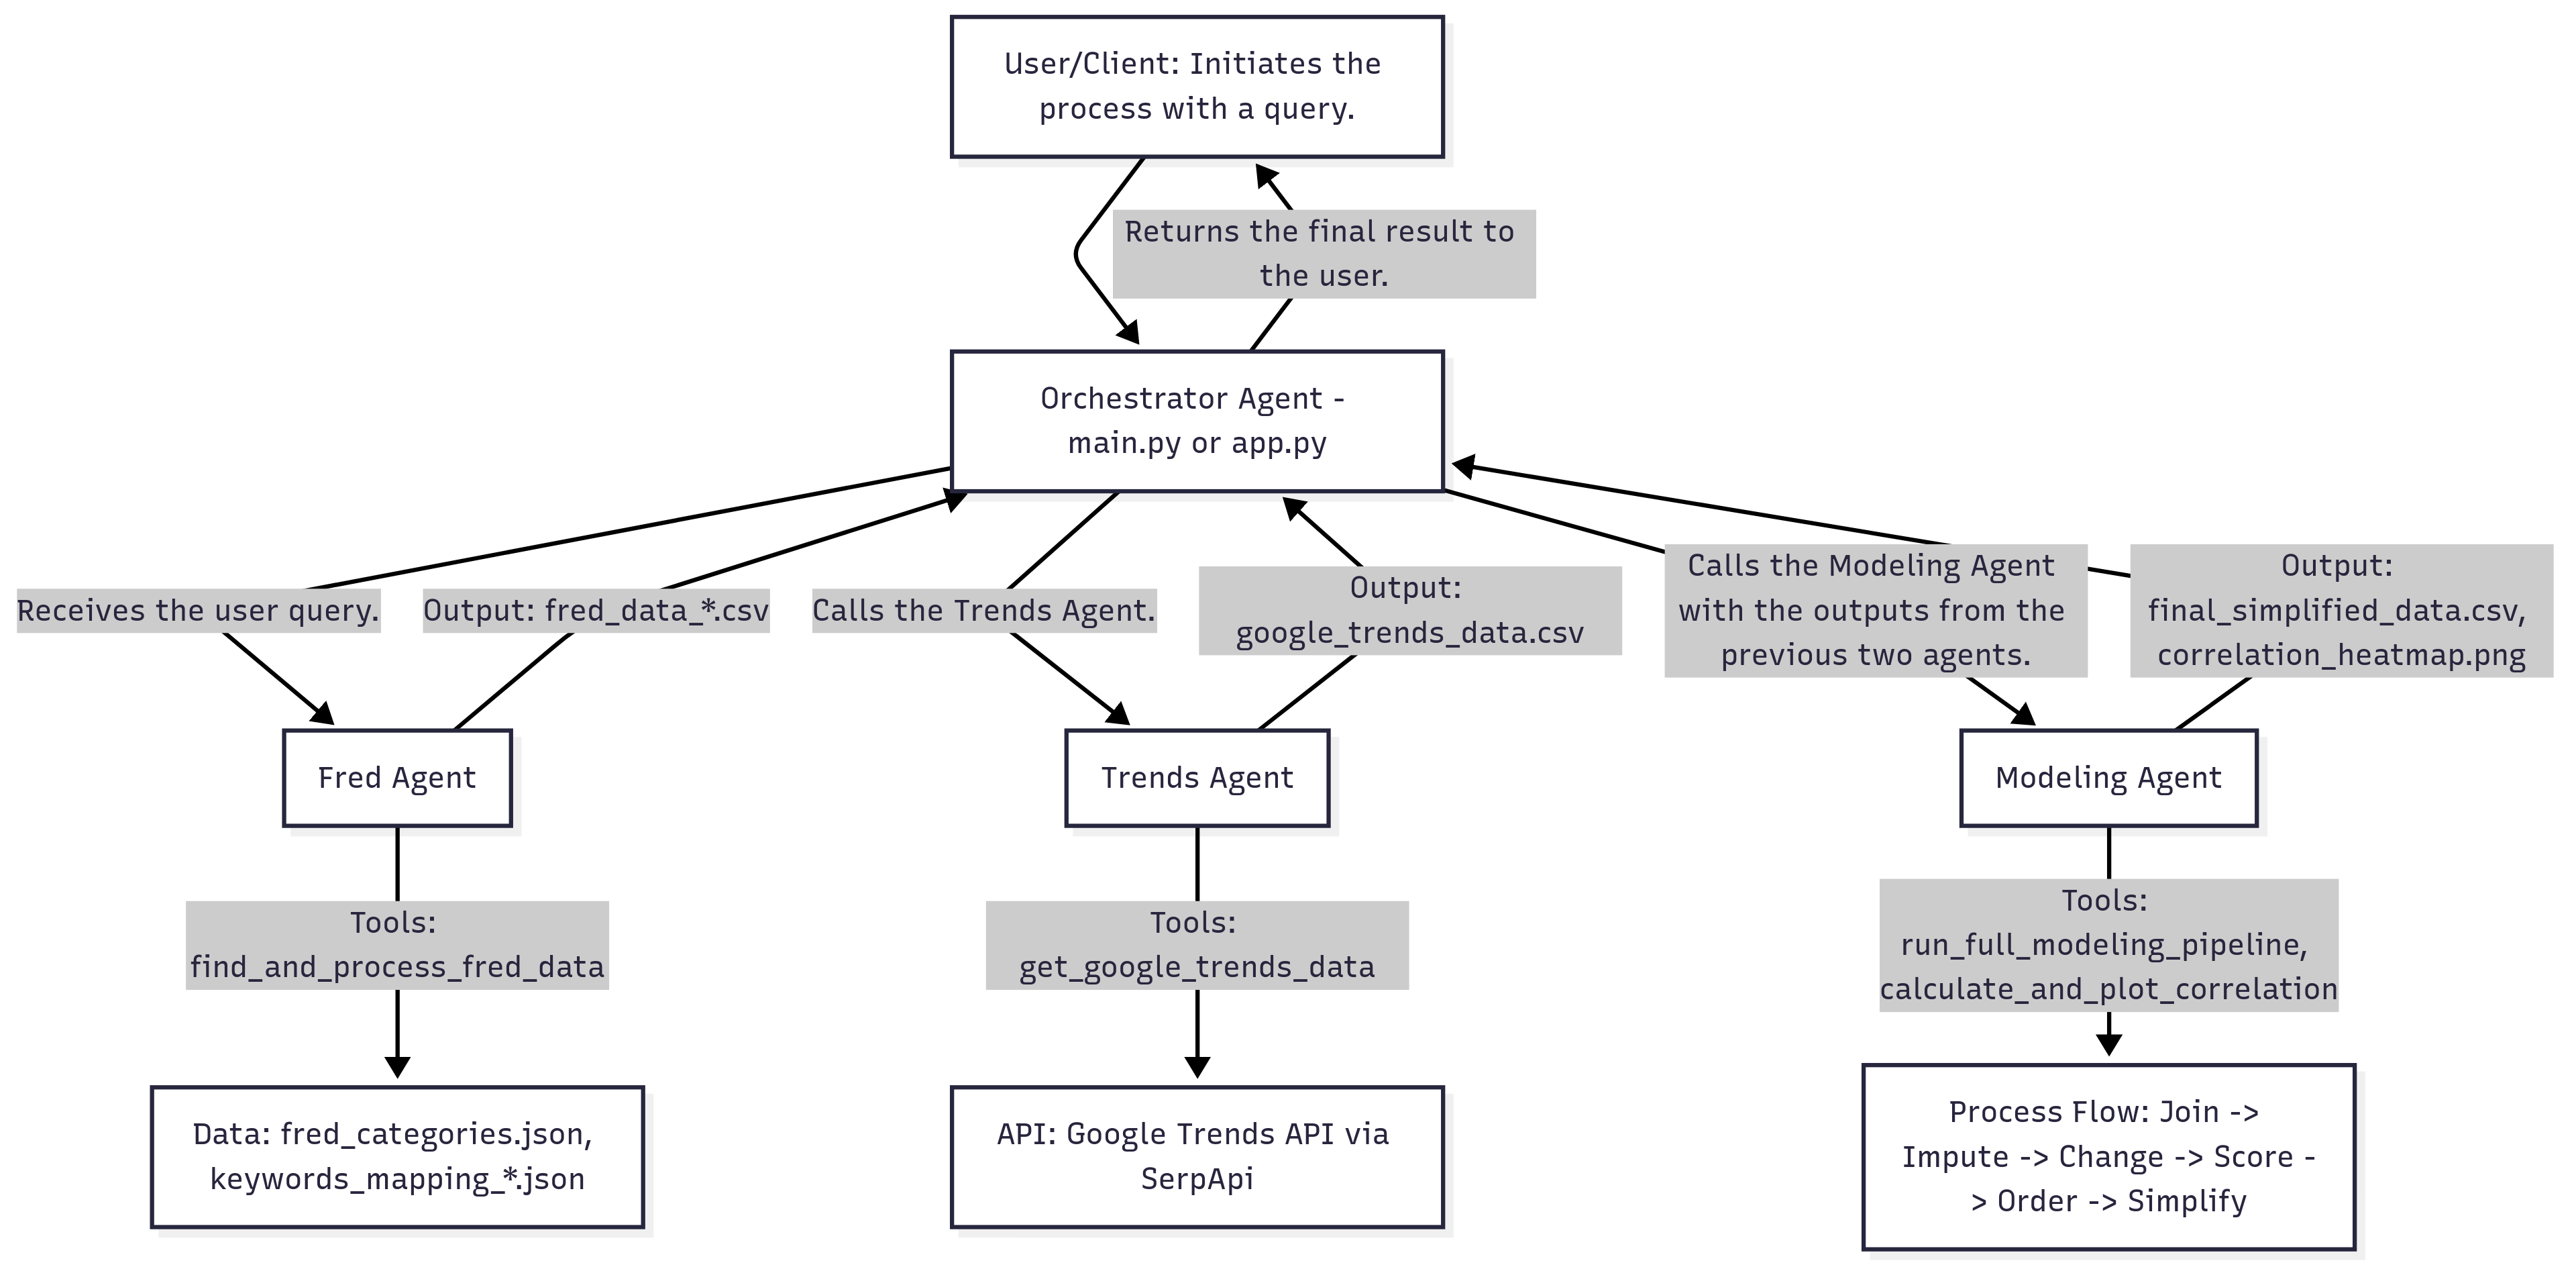 User/Client: Initiates the
process with a query.
Returns the final result to
the user.
Orchestrator Agent -
main.py or app.py
Receives the user query.
Output: fred_data_*.csv
Calls the Trends Agent.
Output:
google_trends_data.csv
Calls the Modeling Agent
with the outputs from the
previous two agents.
Output:
final_simplified_data.csv,
correlation_heatmap.png
Fred Agent
Trends Agent
Modeling Agent
Tools:
find_and_process_fred_data
Tools:
get_google_trends_data
Tools:
run_full_modeling_pipeline,
calculate_and_plot_correlation
Data: fred_categories.json,
keywords_mapping_*.json
API: Google Trends API via
SerpApi
Process Flow: Join ->
Impute -> Change -> Score -
> Order -> Simplify